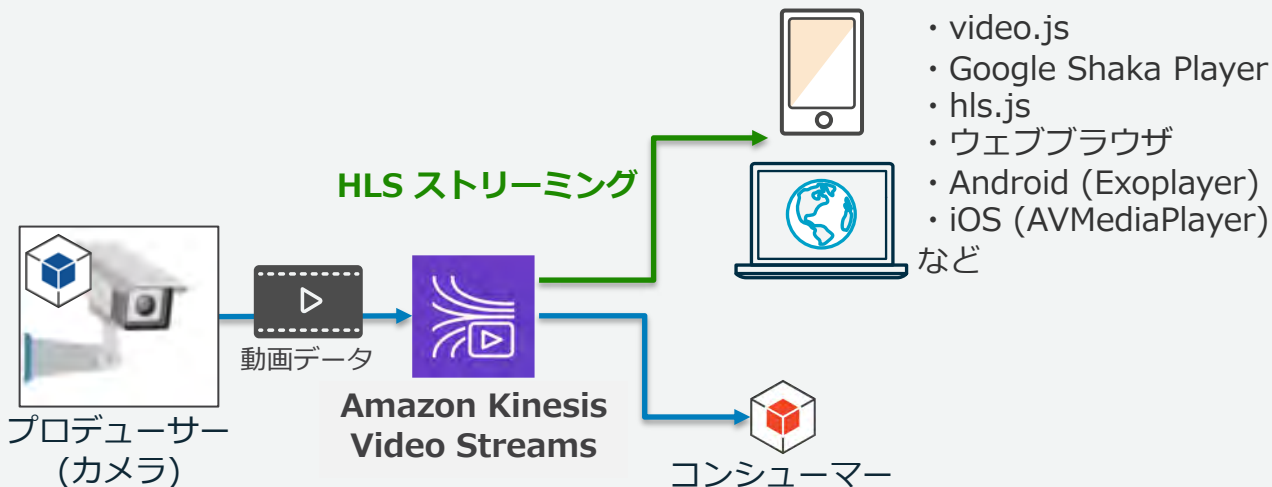 ・video.js
・Google Shaka Player
・hls.js
・ウェブブラウザ
・Android (Exoplayer)
・iOS (AVMediaPlayer)
など
HLS ストリーミング
動画データ
プロデューサー
(カメラ)
Amazon Kinesis
Video Streams
コンシューマー